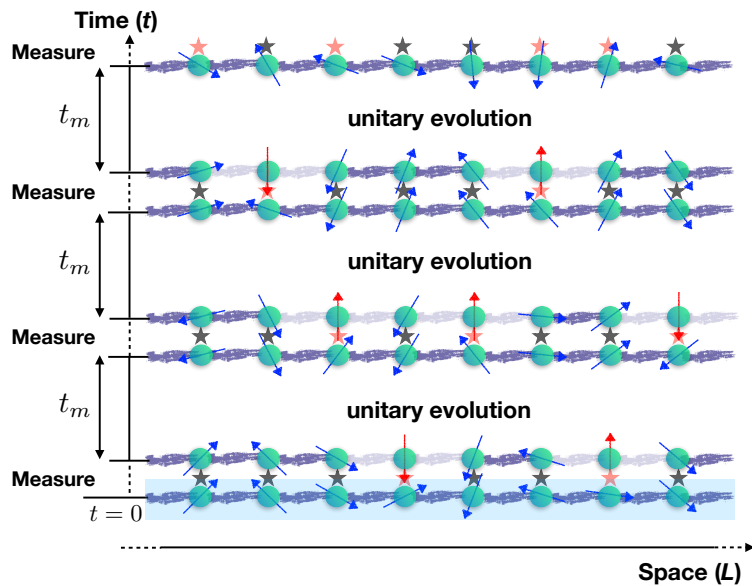 Time (t)
Measure
t_m
unitary evolution
Measure
t_m
unitary evolution
Measure
t_m
unitary evolution
Measure
t = 0
Space (L)